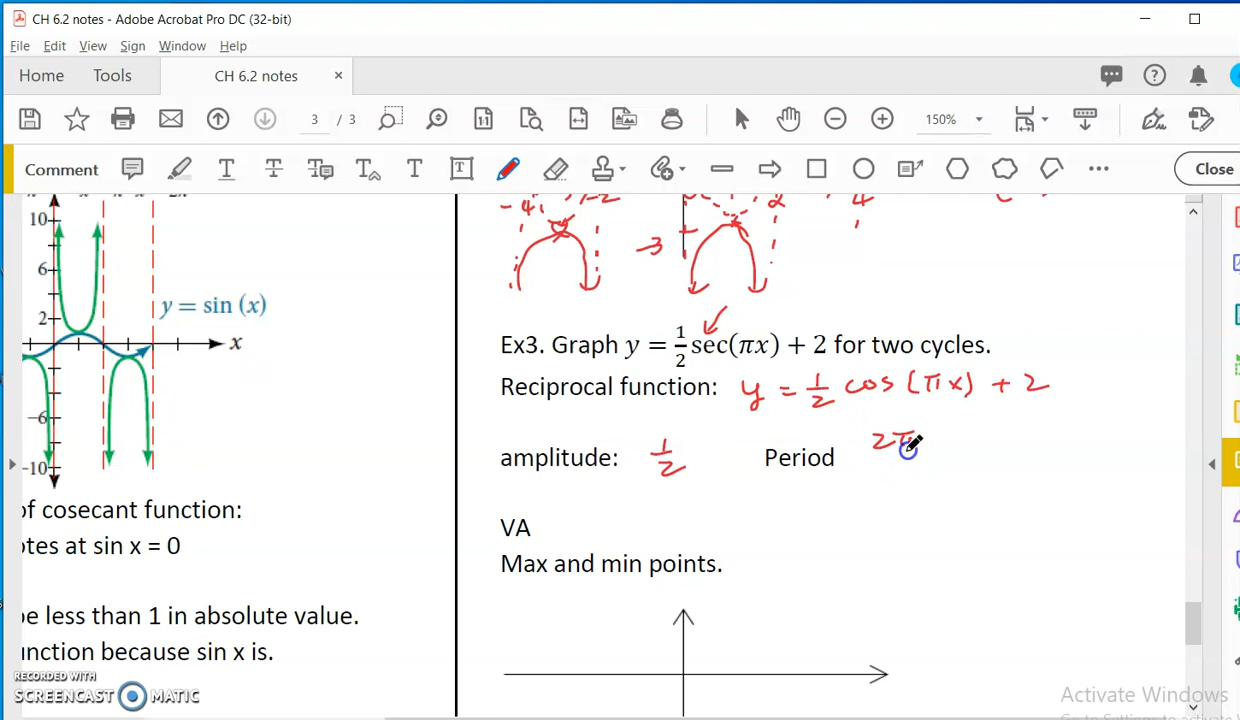 CH 6.2 notes - Adobe Acrobat Pro DC (32-bit)
File Edit View Sign Window Help
Home Tools CH 6.2 notes ×
3 / 3 150%
Comment Close
10
6
2
-6
-10
y = sin (x)
x
of cosecant function:
otes at sin x = 0
be less than 1 in absolute value.
unction because sin x is.
RECORDED WITH
SCREENCAST MATIC
-4 -2 2 4
-3
Ex3. Graph y = 1/2 sec(πx) + 2 for two cycles.
Reciprocal function: y = 1/2 cos (πx) + 2
amplitude: 1/2 Period 2π
VA
Max and min points.
Activate Windows